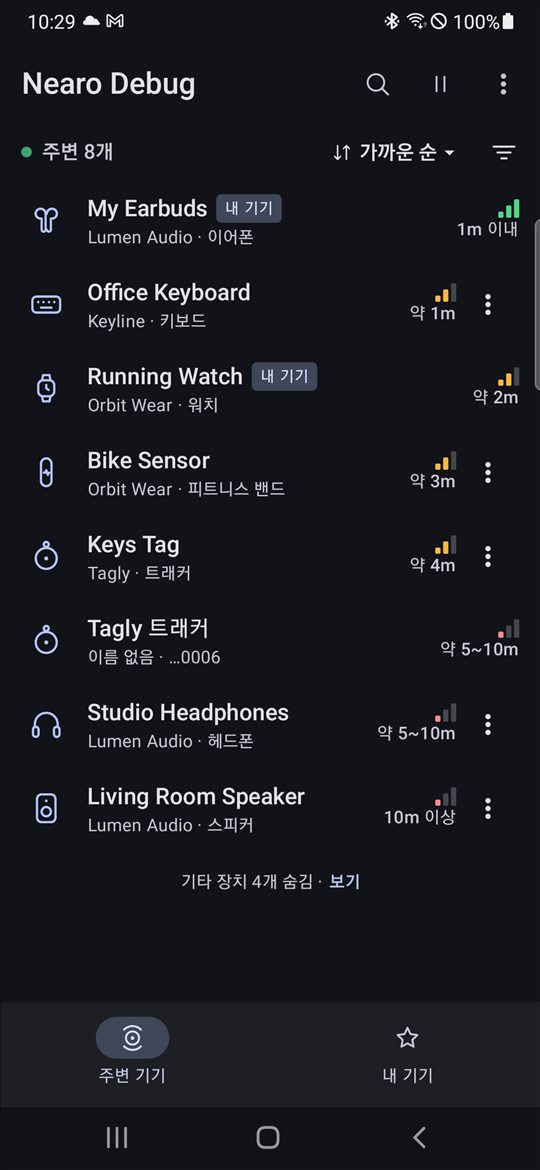 10:29 100%
Nearo Debug
주변 8개 가까운 순
My Earbuds 내 기기
Lumen Audio · 이어폰 1m 이내
Office Keyboard
Keyline · 키보드 약 1m
Running Watch 내 기기
Orbit Wear · 워치 약 2m
Bike Sensor
Orbit Wear · 피트니스 밴드 약 3m
Keys Tag
Tagly · 트래커 약 4m
Tagly 트래커
이름 없음 · …0006 약 5~10m
Studio Headphones
Lumen Audio · 헤드폰 약 5~10m
Living Room Speaker
Lumen Audio · 스피커 10m 이상
기타 장치 4개 숨김 · 보기
주변 기기 내 기기